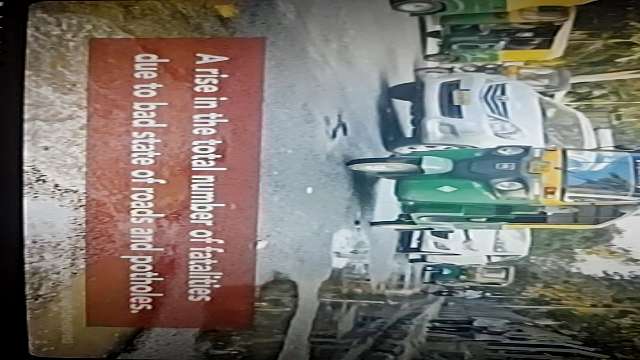 A rise in the total number of fatalities
due to bad state of roads and potholes.